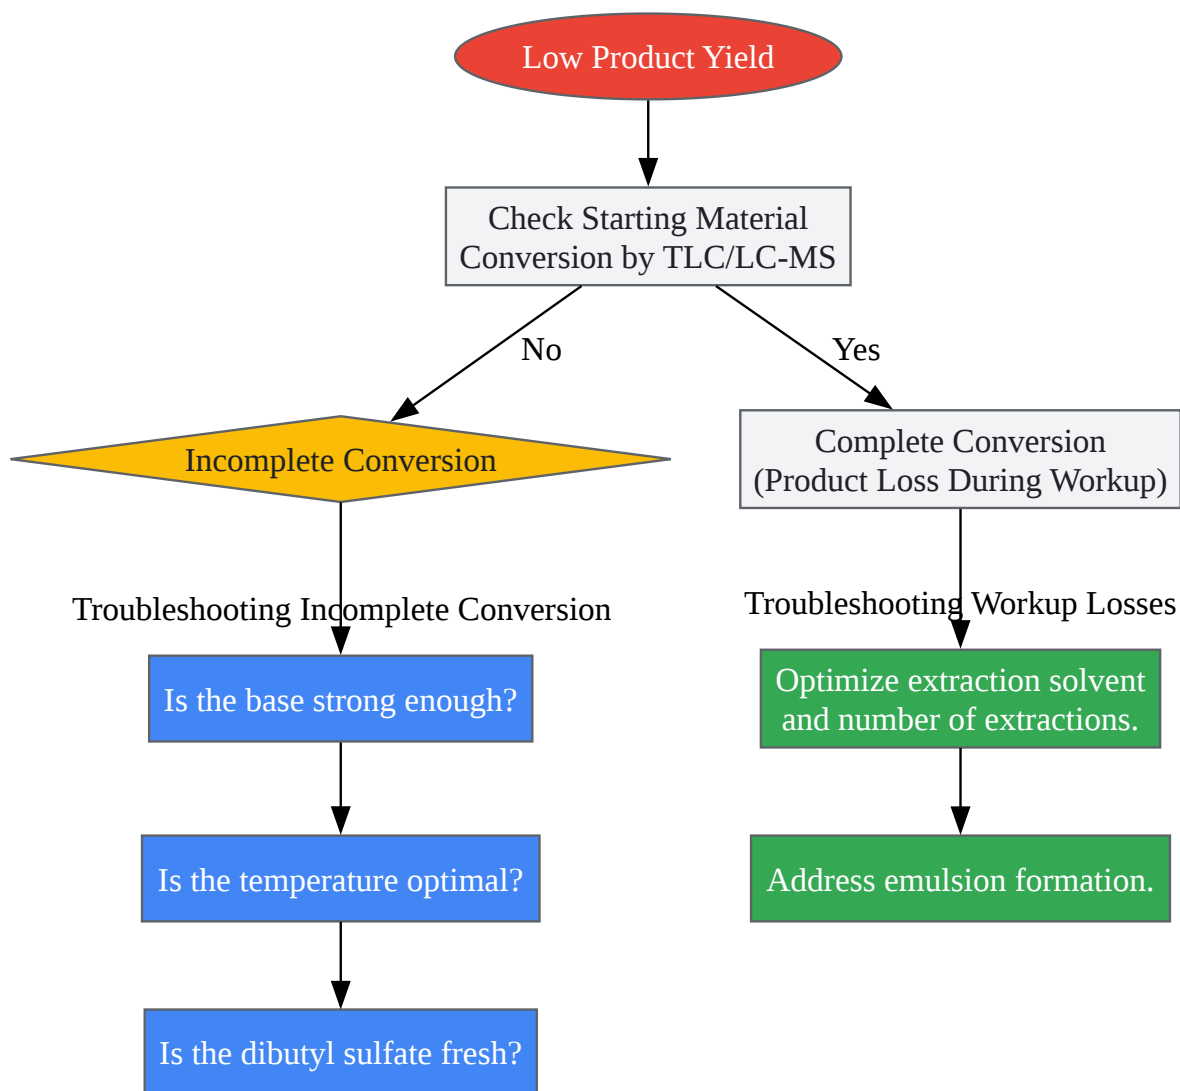 Low Product Yield
Check Starting Material
Conversion by TLC/LC-MS
No
Yes
Incomplete Conversion
Complete Conversion
(Product Loss During Workup)
Troubleshooting Incomplete Conversion
Troubleshooting Workup Losses
Is the base strong enough?
Optimize extraction solvent
and number of extractions.
Is the temperature optimal?
Address emulsion formation.
Is the dibutyl sulfate fresh?